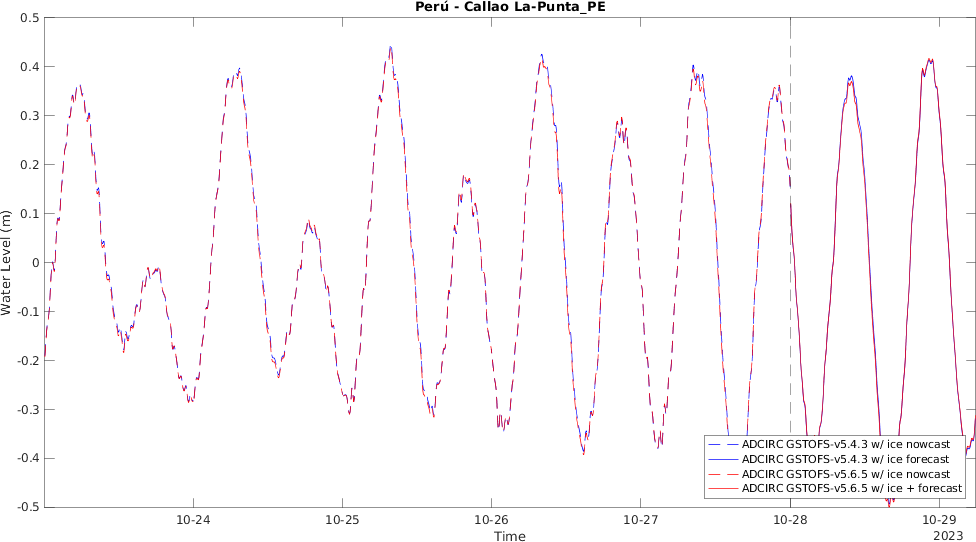 Perú - Callao La-Punta_PE
Water Level (m)
0.5
0.4
0.3
0.2
0.1
0
-0.1
-0.2
-0.3
-0.4
-0.5
ADCIRC GSTOFS-v5.4.3 w/ ice nowcast
ADCIRC GSTOFS-v5.4.3 w/ ice forecast
ADCIRC GSTOFS-v5.6.5 w/ ice nowcast
ADCIRC GSTOFS-v5.6.5 w/ ice + forecast
10-24 10-25 10-26 10-27 10-28 10-29
2023
Time